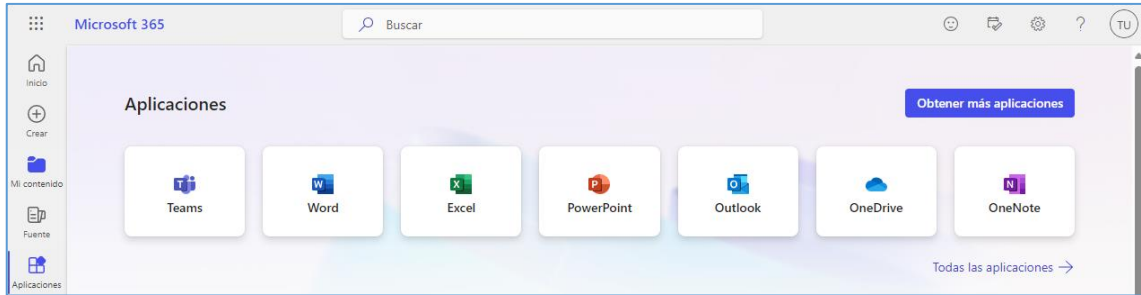 Microsoft 365
Buscar
TU
Inicio
Crear
Mi contenido
Fuente
Aplicaciones
Aplicaciones
Obtener más aplicaciones
Teams
Word
Excel
PowerPoint
Outlook
OneDrive
OneNote
Todas las aplicaciones